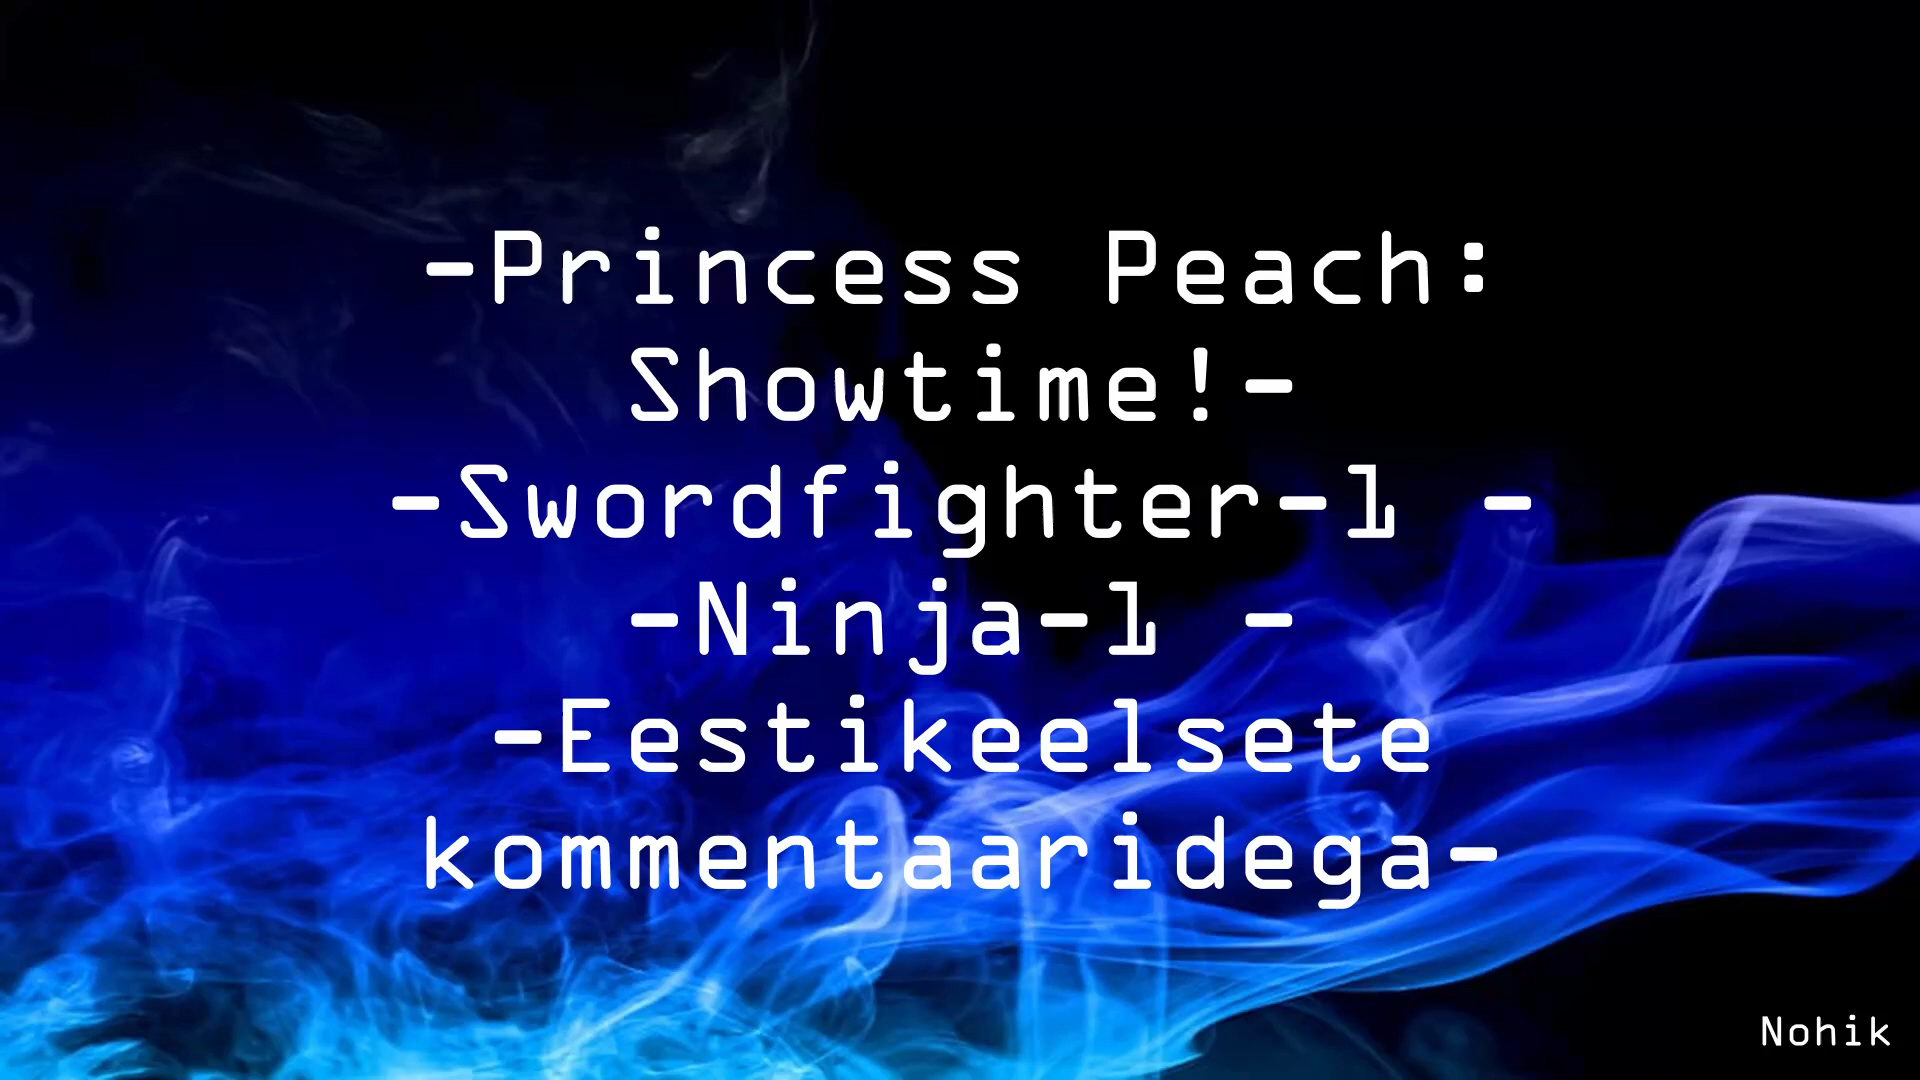 -Princess Peach:
Showtime!-
-Swordfighter-1 -
-Ninja-1 -
-Eestikeelsete
kommentaaridega-
Nohik